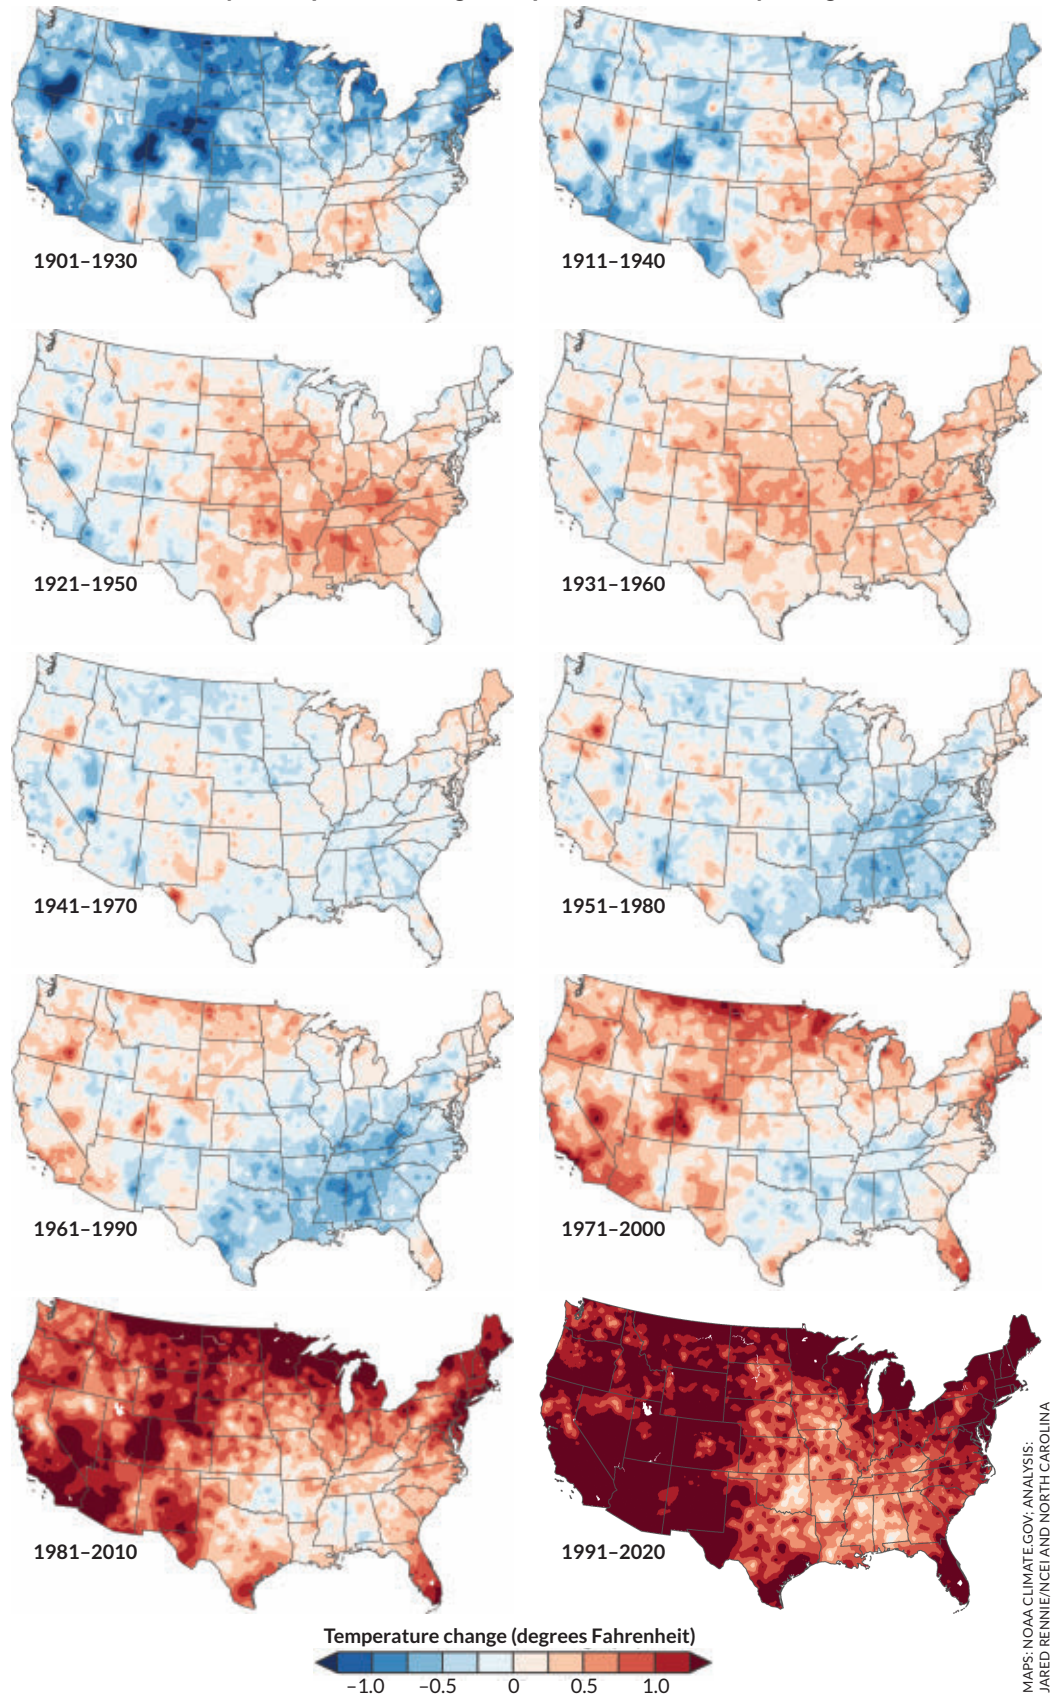 1901–1930
1911–1940
1921–1950
1931–1960
1941–1970
1951–1980
1961–1990
1971–2000
1981–2010
1991–2020
Temperature change (degrees Fahrenheit)
−1.0 −0.5 0 0.5 1.0
MAPS: NOAA CLIMATE.GOV; ANALYSIS:
JARED RENNIE/NCEI AND NORTH CAROLINA